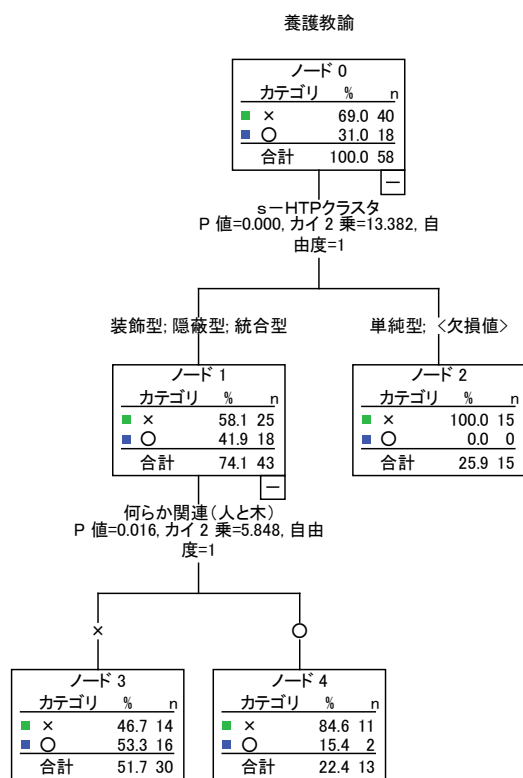 養護教諭
ノード 0
カテゴリ % n
× 69.0 40
○ 31.0 18
合計 100.0 58
s－HTPクラスタ
P 値=0.000, カイ 2 乗=13.382, 自
由度=1
装飾型; 隠蔽型; 統合型
単純型; <欠損値>
ノード 1
カテゴリ % n
× 58.1 25
○ 41.9 18
合計 74.1 43
ノード 2
カテゴリ % n
× 100.0 15
○ 0.0 0
合計 25.9 15
何らか関連(人と木)
P 値=0.016, カイ 2 乗=5.848, 自由
度=1
×
○
ノード 3
カテゴリ % n
× 46.7 14
○ 53.3 16
合計 51.7 30
ノード 4
カテゴリ % n
× 84.6 11
○ 15.4 2
合計 22.4 13